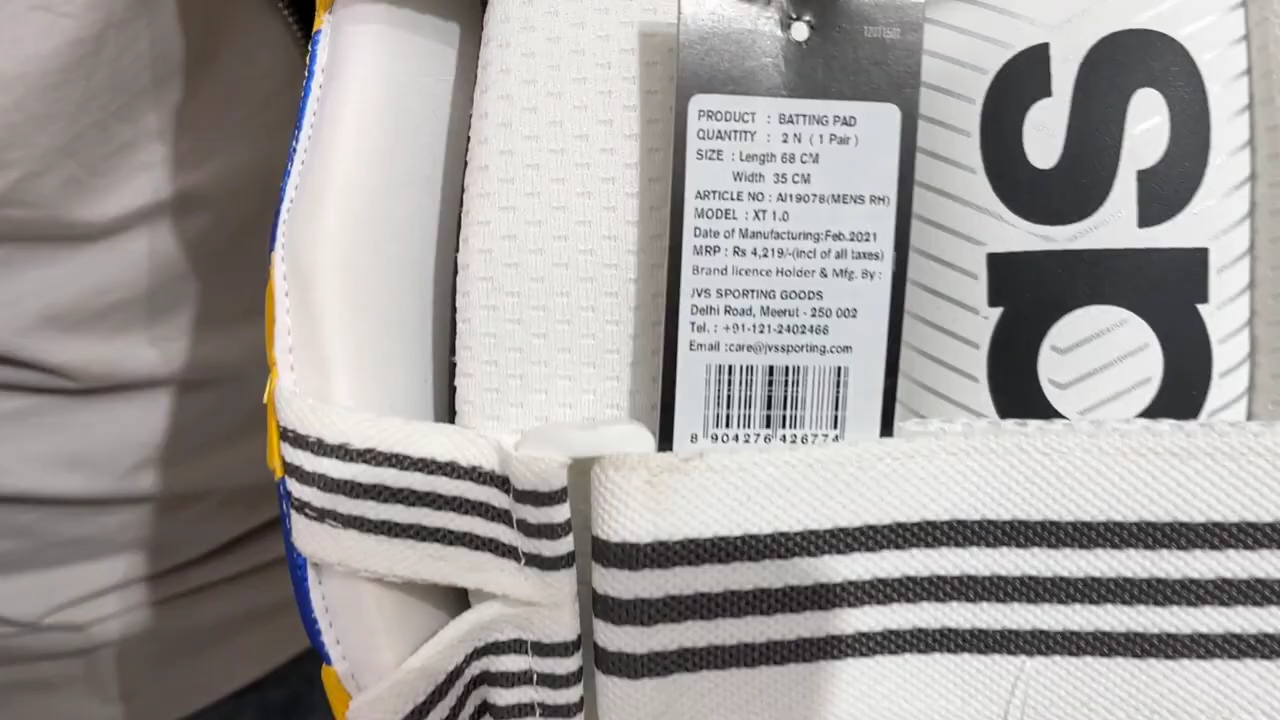 PRODUCT : BATTING PAD
QUANTITY : 2 N ( 1 Pair )
SIZE : Length 68 CM
Width 35 CM
ARTICLE NO : AI19078(MENS RH)
MODEL : XT 1.0
Date of Manufacturing:Feb.2021
MRP : Rs 4,219/-(incl of all taxes)
Brand licence Holder & Mfg. By :
JVS SPORTING GOODS
Delhi Road, Meerut - 250 002
Tel. : +91-121-2402466
Email :care@jvssporting.com
8 904276 426774
ds